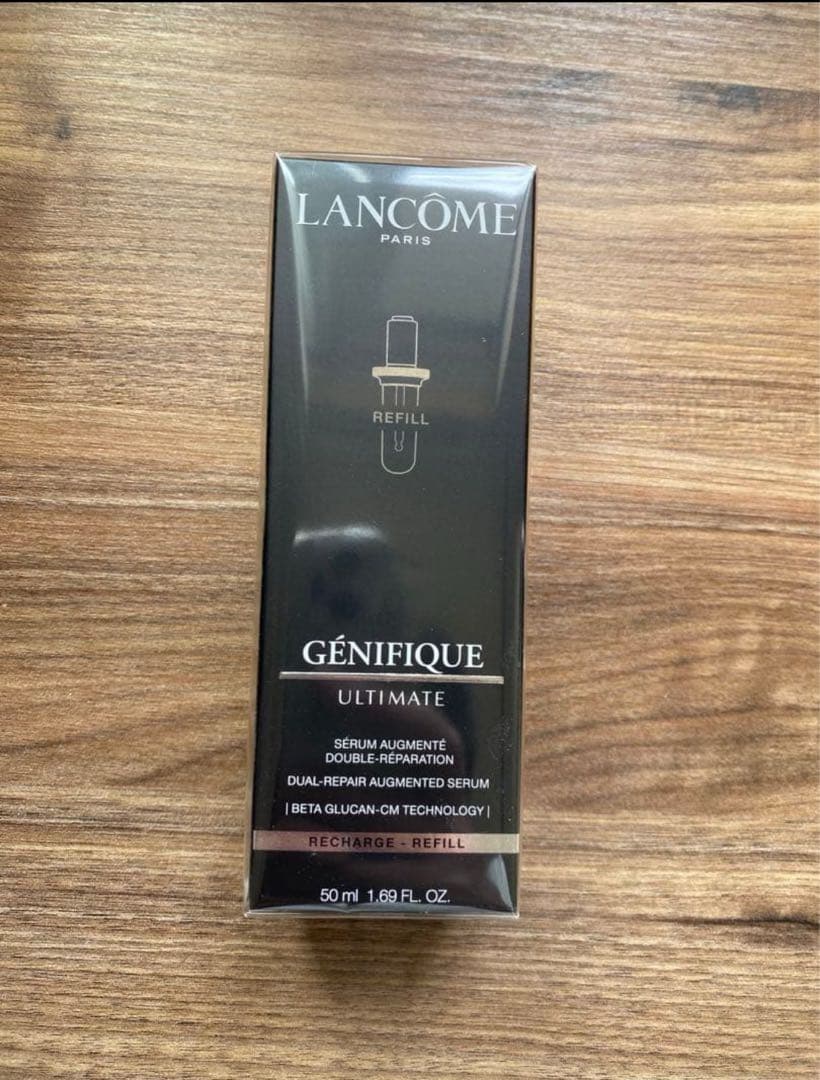 LANCÔME
PARIS
REFILL
GÉNIFIQUE
ULTIMATE
SÉRUM AUGMENTÉ
DOUBLE-RÉPARATION
DUAL-REPAIR AUGMENTED SERUM
| BETA GLUCAN-CM TECHNOLOGY |
RECHARGE - REFILL
50 ml 1.69 FL. OZ.